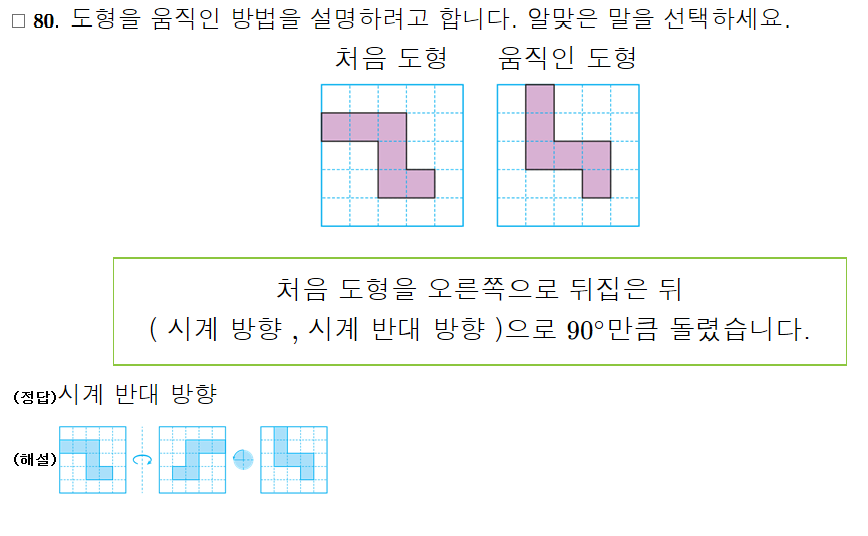 □ 80. 도형을 움직인 방법을 설명하려고 합니다. 알맞은 말을 선택하세요.
처음 도형 움직인 도형
처음 도형을 오른쪽으로 뒤집은 뒤
( 시계 방향 , 시계 반대 방향 )으로 90°만큼 돌렸습니다.
(정답)시계 반대 방향
(해설)